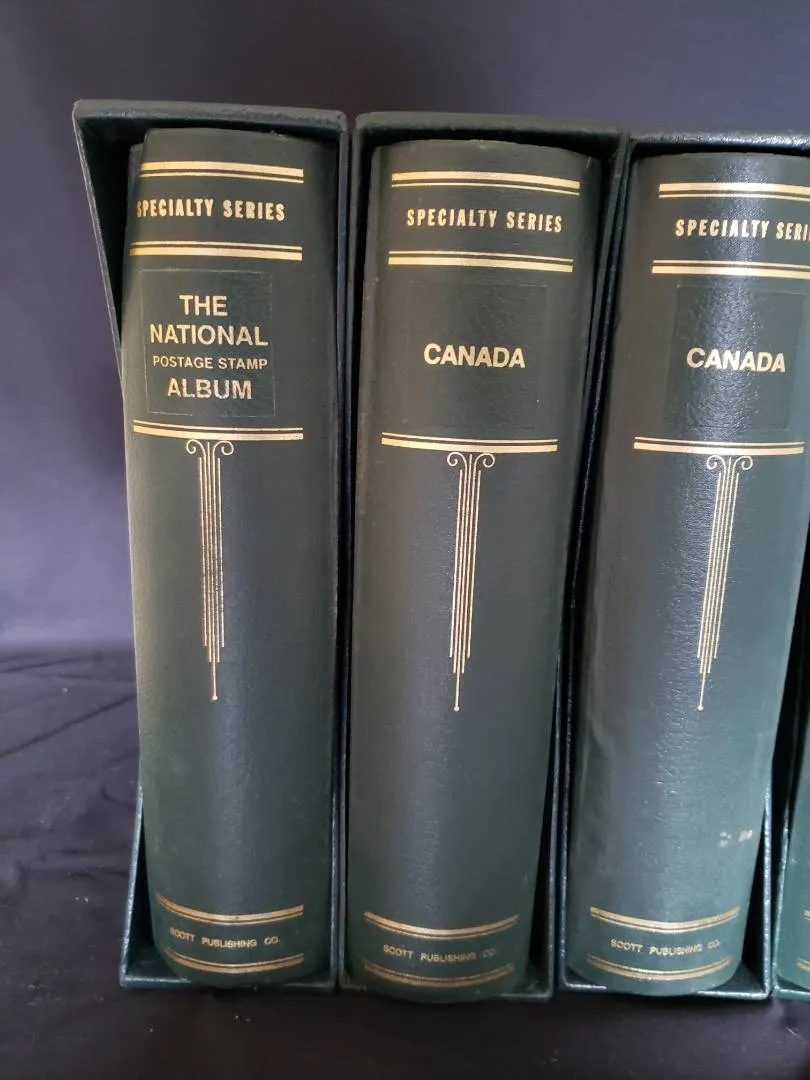 SPECIALTY SERIES
THE
NATIONAL
POSTAGE STAMP
ALBUM
SCOTT PUBLISHING CO.
SPECIALTY SERIES
CANADA
SCOTT PUBLISHING CO.
SPECIALTY SERI
CANADA
SCOTT PUBLISHING CO.